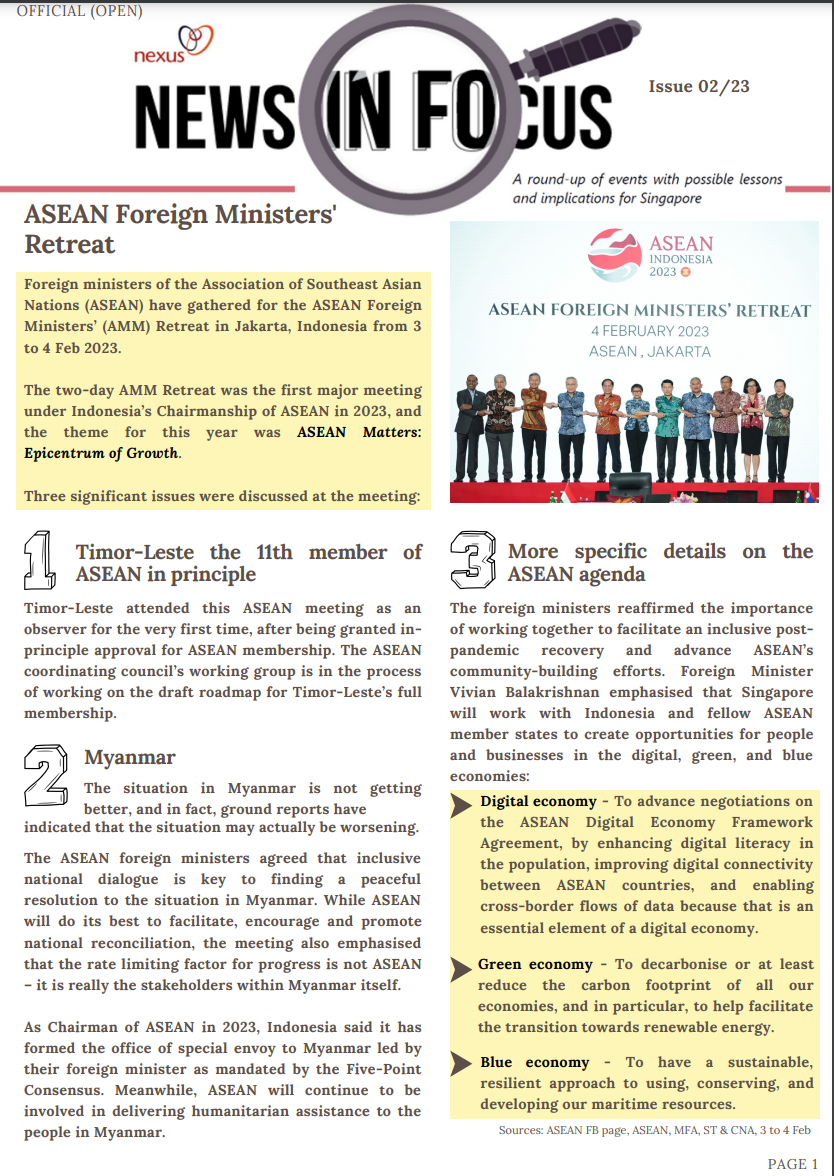 OFFICIAL (OPEN)
nexus
NEWS IN FOCUS
Issue 02/23
A round-up of events with possible lessons
and implications for Singapore
ASEAN Foreign Ministers'
Retreat
Foreign ministers of the Association of Southeast Asian
Nations (ASEAN) have gathered for the ASEAN Foreign
Ministers' (AMM) Retreat in Jakarta, Indonesia from 3
to 4 Feb 2023.
The two-day AMM Retreat was the first major meeting
under Indonesia's Chairmanship of ASEAN in 2023, and
the theme for this year was ASEAN Matters:
Epicentrum of Growth.
Three significant issues were discussed at the meeting:
ASEAN
INDONESIA
2023
ASEAN FOREIGN MINISTERS' RETREAT
4 FEBRUARY 2023
ASEAN , JAKARTA
1
Timor-Leste the 11th member of
ASEAN in principle
Timor-Leste attended this ASEAN meeting as an
observer for the very first time, after being granted in-
principle approval for ASEAN membership. The ASEAN
coordinating council's working group is in the process
of working on the draft roadmap for Timor-Leste's full
membership.
2
Myanmar
The situation in Myanmar is not getting
better, and in fact, ground reports have
indicated that the situation may actually be worsening.
The ASEAN foreign ministers agreed that inclusive
national dialogue is key to finding a peaceful
resolution to the situation in Myanmar. While ASEAN
will do its best to facilitate, encourage and promote
national reconciliation, the meeting also emphasised
that the rate limiting factor for progress is not ASEAN
– it is really the stakeholders within Myanmar itself.
As Chairman of ASEAN in 2023, Indonesia said it has
formed the office of special envoy to Myanmar led by
their foreign minister as mandated by the Five-Point
Consensus. Meanwhile, ASEAN will continue to be
involved in delivering humanitarian assistance to the
people in Myanmar.
3
More specific details on the
ASEAN agenda
The foreign ministers reaffirmed the importance
of working together to facilitate an inclusive post-
pandemic recovery and advance ASEAN's
community-building efforts. Foreign Minister
Vivian Balakrishnan emphasised that Singapore
will work with Indonesia and fellow ASEAN
member states to create opportunities for people
and businesses in the digital, green, and blue
economies:
Digital economy - To advance negotiations on
the ASEAN Digital Economy Framework
Agreement, by enhancing digital literacy in
the population, improving digital connectivity
between ASEAN countries, and enabling
cross-border flows of data because that is an
essential element of a digital economy.
Green economy - To decarbonise or at least
reduce the carbon footprint of all our
economies, and in particular, to help facilitate
the transition towards renewable energy.
Blue economy - To have a sustainable,
resilient approach to using, conserving, and
developing our maritime resources.
Sources: ASEAN FB page, ASEAN, MFA, ST & CNA, 3 to 4 Feb
PAGE 1